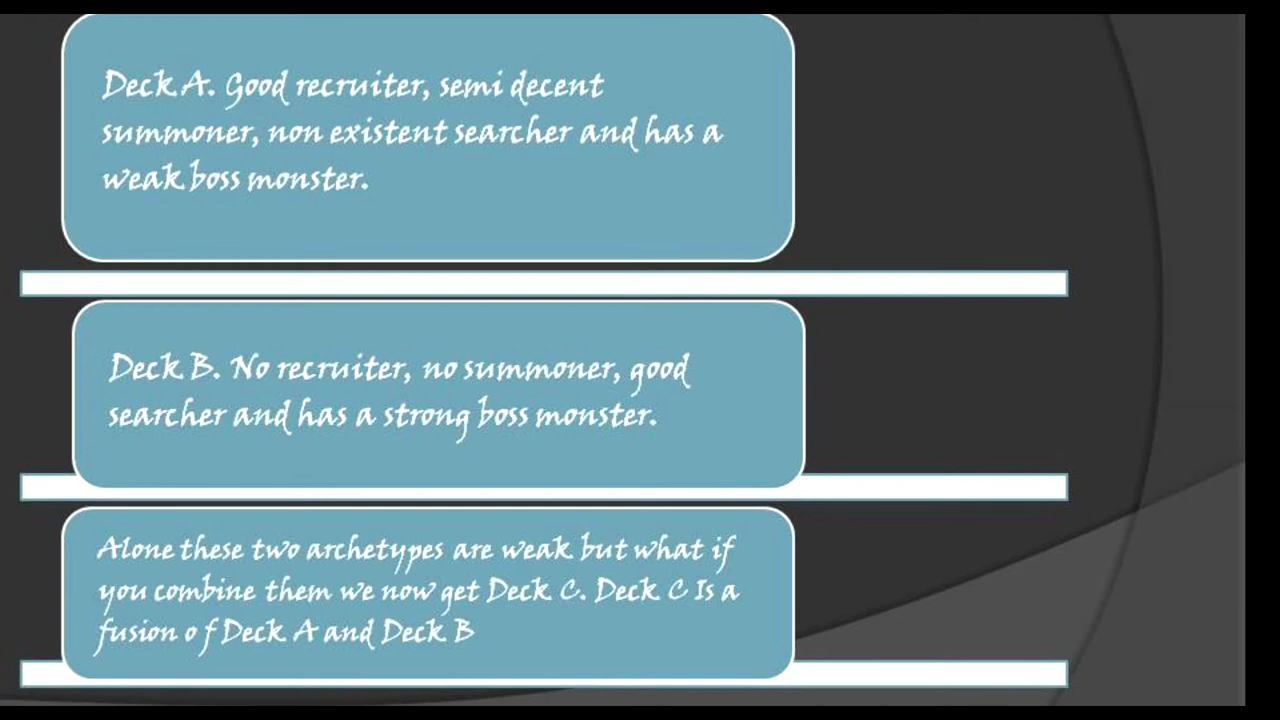 Deck A. Good recruiter, semi decent
summoner, non existent searcher and has a
weak boss monster.
Deck B. No recruiter, no summoner, good
searcher and has a strong boss monster.
Alone these two archetypes are weak but what if
you combine them we now get Deck C. Deck C Is a
fusion o f Deck A and Deck B